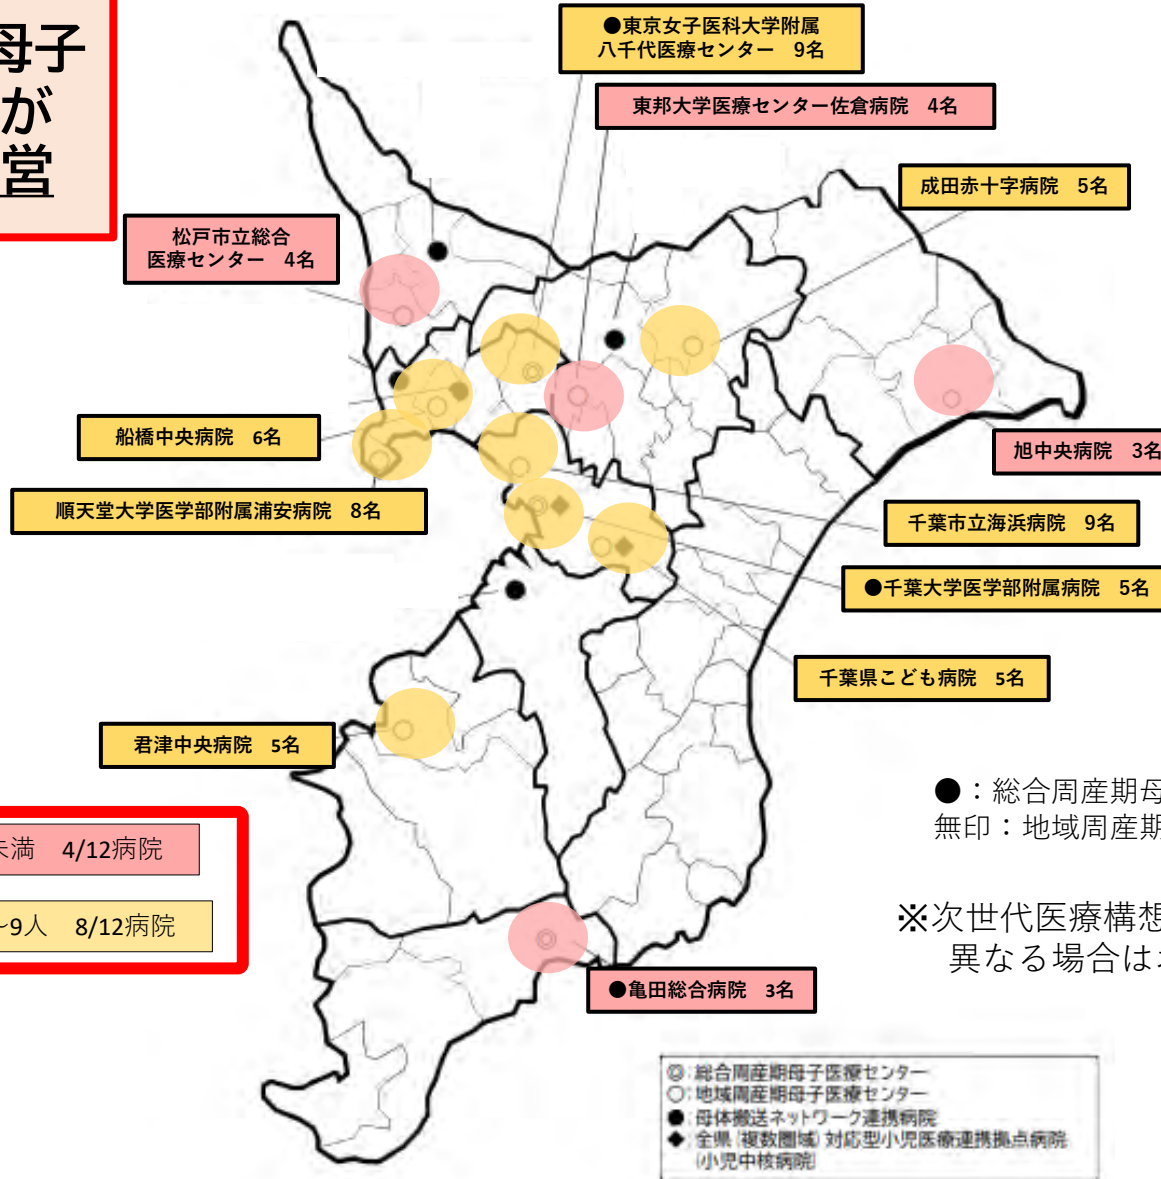 母子
が
営
●東京女子医科大学附属
八千代医療センター 9名
東邦大学医療センター佐倉病院 4名
成田赤十字病院 5名
松戸市立総合
医療センター 4名
船橋中央病院 6名
旭中央病院 3名
順天堂大学医学部附属浦安病院 8名
千葉市立海浜病院 9名
●千葉大学医学部附属病院 5名
千葉県こども病院 5名
君津中央病院 5名
●：総合周産期母
無印：地域周産期
未満 4/12病院
~9人 8/12病院
※次世代医療構想
異なる場合は
●亀田総合病院 3名
◎:総合周産期母子医療センター
○:地域周産期母子医療センター
●:母体搬送ネットワーク連携病院
◆:全県(複数圏域)対応型小児医療連携拠点病院
(小児中核病院)